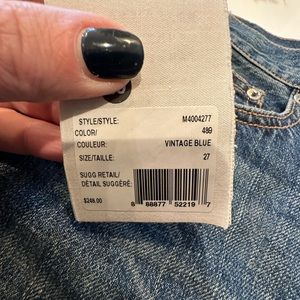 STYLE/STYLE: M4004277
COLOR/ 489
COULEUR: VINTAGE BLUE
SIZE/TAILLE: 27
SUGG RETAIL/
DÉTAIL SUGGÉRÉ:
$248.00
8 88877 52219 7